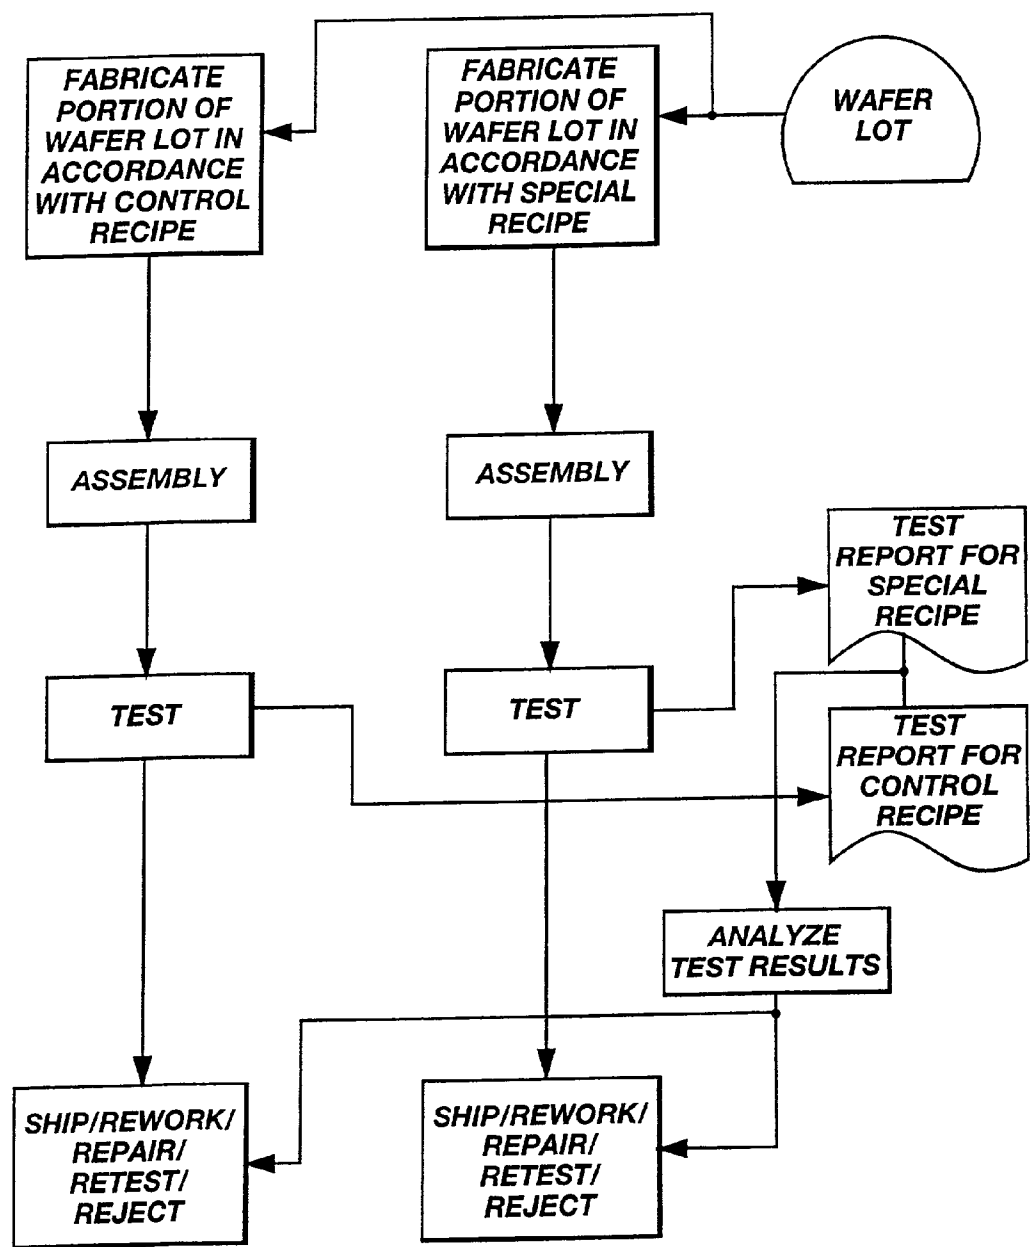 FABRICATE
PORTION OF
WAFER LOT IN
ACCORDANCE
WITH CONTROL
RECIPE
FABRICATE
PORTION OF
WAFER LOT IN
ACCORDANCE
WITH SPECIAL
RECIPE
WAFER
LOT
ASSEMBLY
ASSEMBLY
TEST
REPORT FOR
SPECIAL
RECIPE
TEST
TEST
TEST
REPORT FOR
CONTROL
RECIPE
ANALYZE
TEST RESULTS
SHIP/REWORK/
REPAIR/
RETEST/
REJECT
SHIP/REWORK/
REPAIR/
RETEST/
REJECT